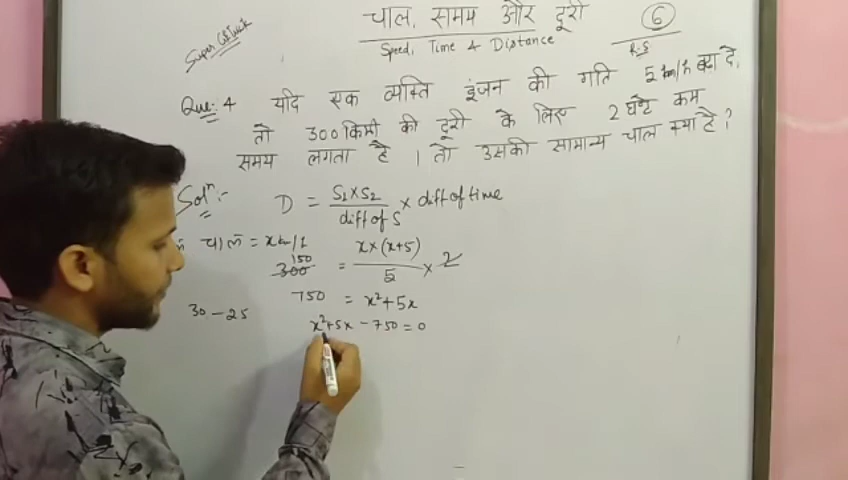 चाल, समय और दूरी
Speed, Time & Distance
6
R.S
Que:- 4 यदि एक व्यक्ति इंजन की गति 5 km/h बढ़ा दे,
तो 300 किमी की दूरी के लिए 2 घण्टे कम
समय लगता है । तो उसकी सामान्य चाल क्या है ?
Solⁿ:- D = S₁×S₂ / diff of S × diff of time
चाल = x km/h
150
300 = x×(x+5) / 5 × 2
750 = x²+5x
30 - 25
x²+5x - 750 = 0